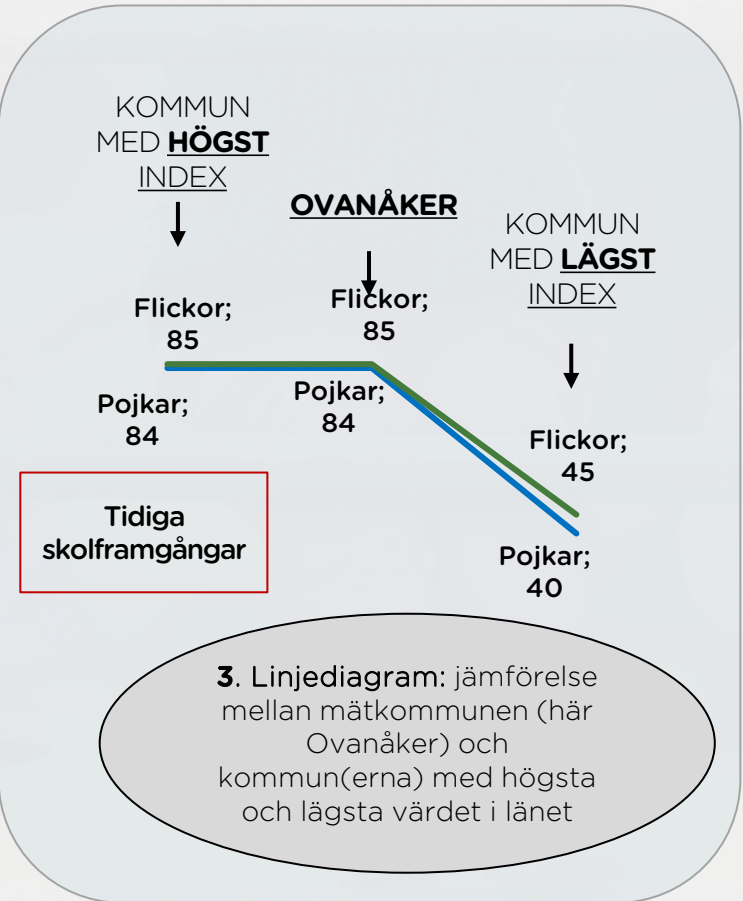 KOMMUN
MED HÖGST
INDEX
OVANÅKER
KOMMUN
MED LÄGST
INDEX
Flickor;
85
Flickor;
85
Pojkar;
84
Pojkar;
84
Flickor;
45
Pojkar;
40
Tidiga
skolframgångar
3. Linjediagram: jämförelse
mellan mätkommunen (här
Ovanåker) och
kommun(erna) med högsta
och lägsta värdet i länet